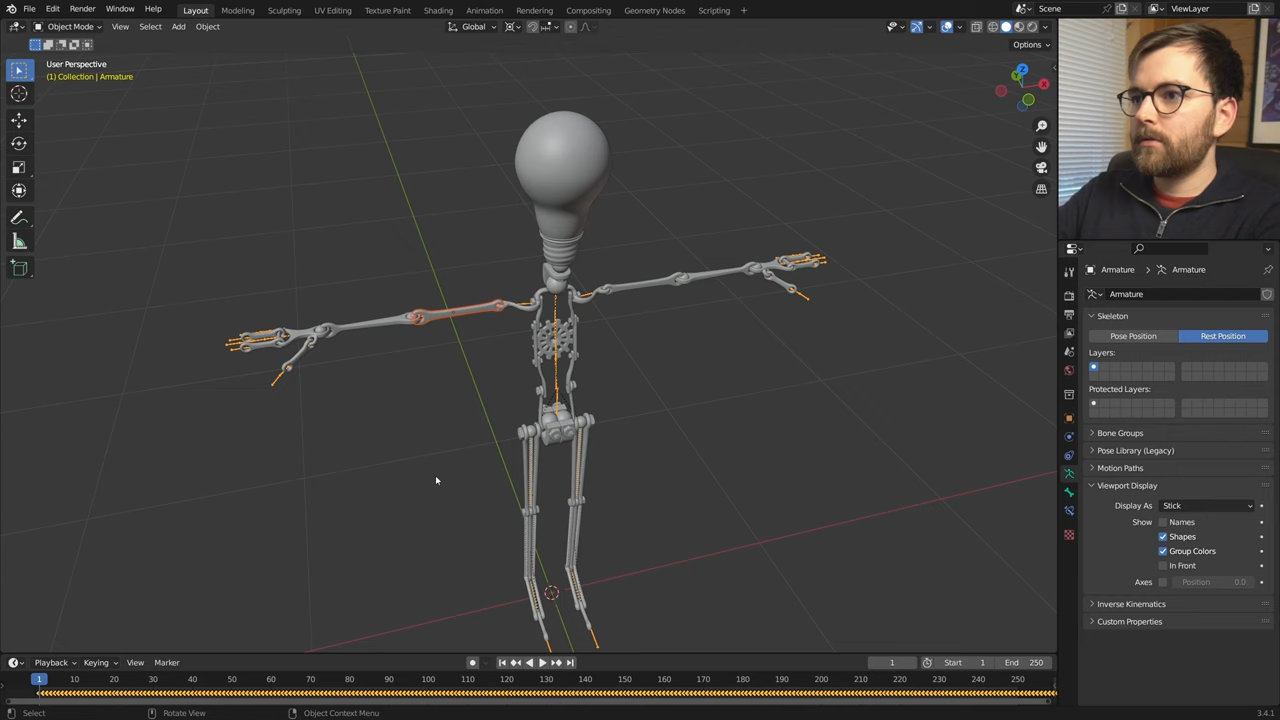 File Edit Render Window Help Layout Modeling Sculpting UV Editing Texture Paint Shading Animation Rendering Compositing Geometry Nodes Scripting Scene ViewLayer
Object Mode View Select Add Object Global
Options
User Perspective
(1) Collection | Armature
Z
Y
X
Armature Armature
Armature
Skeleton
Pose Position Rest Position
Layers:
Protected Layers:
Bone Groups
Pose Library (Legacy)
Motion Paths
Viewport Display
Display As Stick
Show Names
Shapes
Group Colors
In Front
Axes Position 0.0
Inverse Kinematics
Custom Properties
Playback Keying View Marker 1 Start 1 End 250
1 10 20 30 40 50 60 70 80 90 100 110 120 130 140 150 160 170 180 190 200 210 220 230 240 250
Select Rotate View Object Context Menu 3.4.1